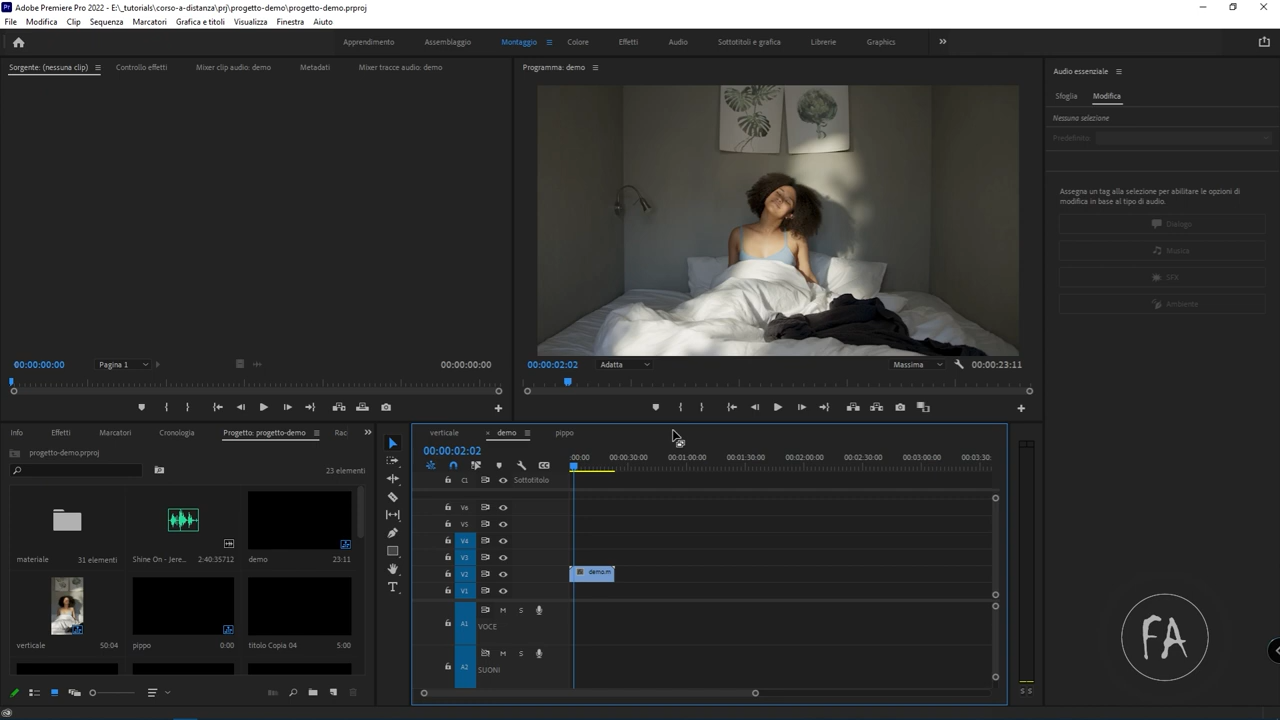 Adobe Premiere Pro 2022 - E:\_tutorials\corso-a-distanza\prj\progetto-demo\progetto-demo.prproj
File Modifica Clip Sequenza Marcatori Grafica e titoli Visualizza Finestra Aiuto
Apprendimento Assemblaggio Montaggio Colore Effetti Audio Sottotitoli e grafica Librerie Graphics
Sorgente: (nessuna clip) Controllo effetti Mixer clip audio: demo Metadati Mixer tracce audio: demo
Programma: demo
Audio essenziale
Sfoglia Modifica
Nessuna selezione
Predefinito:
Assegna un tag alla selezione per abilitare le opzioni di
modifica in base al tipo di audio.
Dialogo
Musica
SFX
Ambiente
00:00:00:00 Pagina 1 00:00:00:00
00:00:02:02 Adatta Massima 00:00:23:11
Info Effetti Marcatori Cronologia Progetto: progetto-demo Rac
progetto-demo.prproj
23 elementi
materiale 31 elementi
Shine On - Jere... 2:40:35712
demo 23:11
verticale 50:04
pippo 0:00
titolo Copia 04 5:00
verticale × demo pippo
00:00:02:02
:00:00 00:00:30:00 00:01:00:00 00:01:30:00 00:02:00:00 00:02:30:00 00:03:00:00 00:03:30:
C1 Sottotitolo
V6
V5
V4
V3
V2 demo.m
V1
A1 M S
VOCE
A2 M S
SUONI
S S
FA